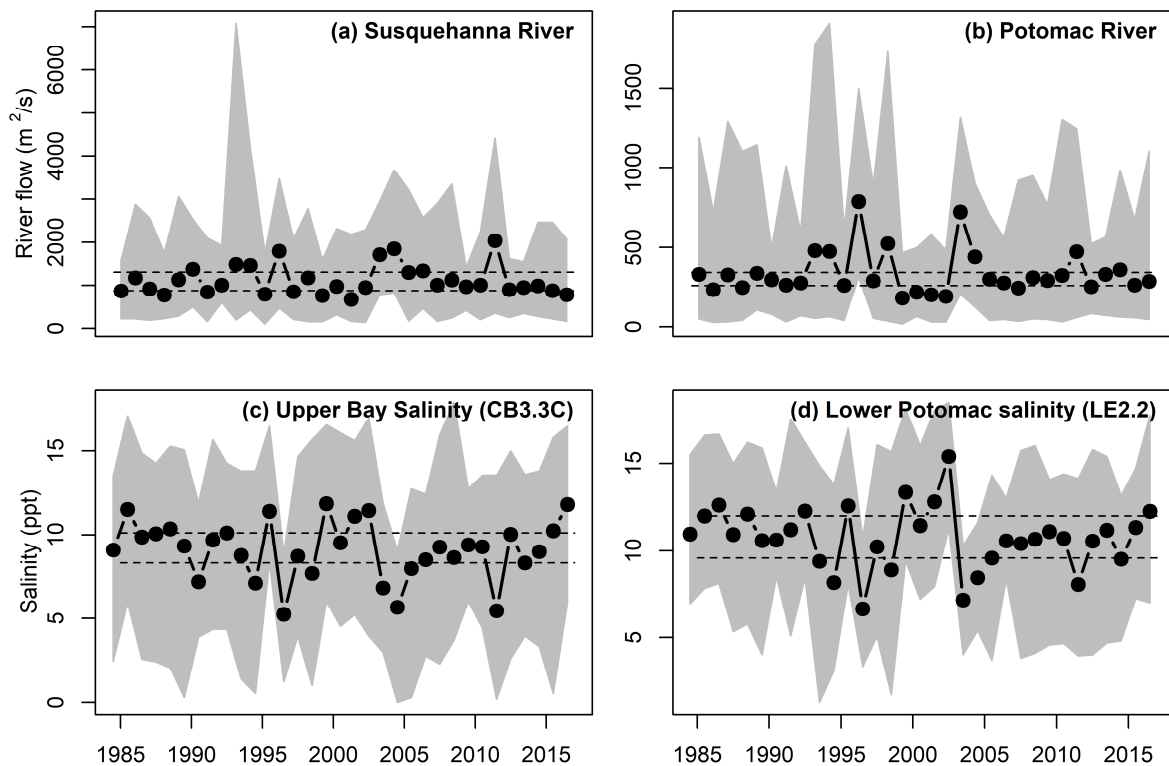 (a) Susquehanna River
River flow (m 2/s)
6000
4000
2000
0
(b) Potomac River
1500
1000
500
0
(c) Upper Bay Salinity (CB3.3C)
Salinity (ppt)
15
10
5
0
1985 1990 1995 2000 2005 2010 2015
(d) Lower Potomac salinity (LE2.2)
15
10
5
1985 1990 1995 2000 2005 2010 2015